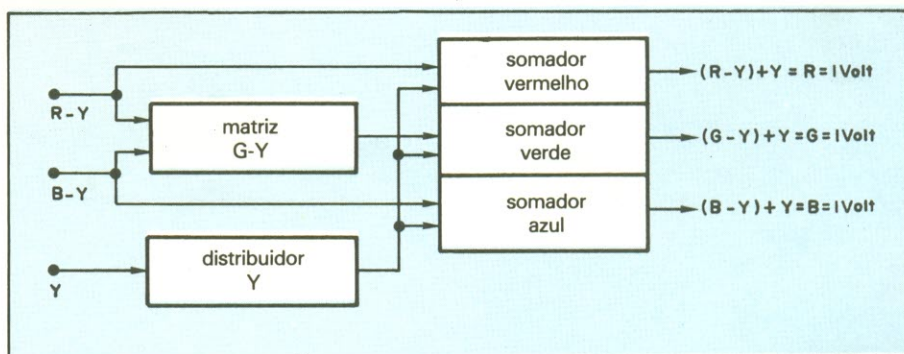 somador
vermelho
(R-Y)+Y=R=1Volt
R-Y
matriz
G-Y
somador
verde
(G-Y)+Y=G=1Volt
B-Y
somador
azul
(B-Y)+Y=B=1Volt
distribuidor
Y
Y